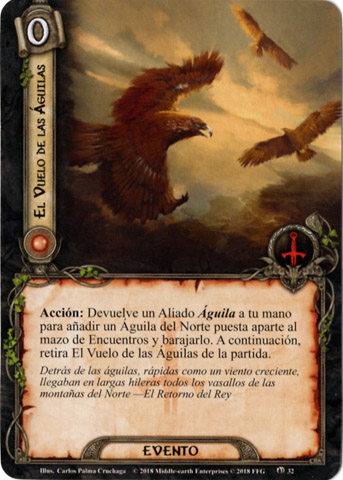 0
EL VUELO DE LAS ÁGUILAS
Acción: Devuelve un Aliado Águila a tu mano
para añadir un Águila del Norte puesta aparte al
mazo de Encuentros y barajarlo. A continuación,
retira El Vuelo de las Águilas de la partida.
Detrás de las águilas, rápidas como un viento creciente,
llegaban en largas hileras todos los vasallos de las
montañas del Norte —El Retorno del Rey
EVENTO
Illus. Carlos Palma Cruchaga © 2018 Middle-earth Enterprises © 2018 FFG 32